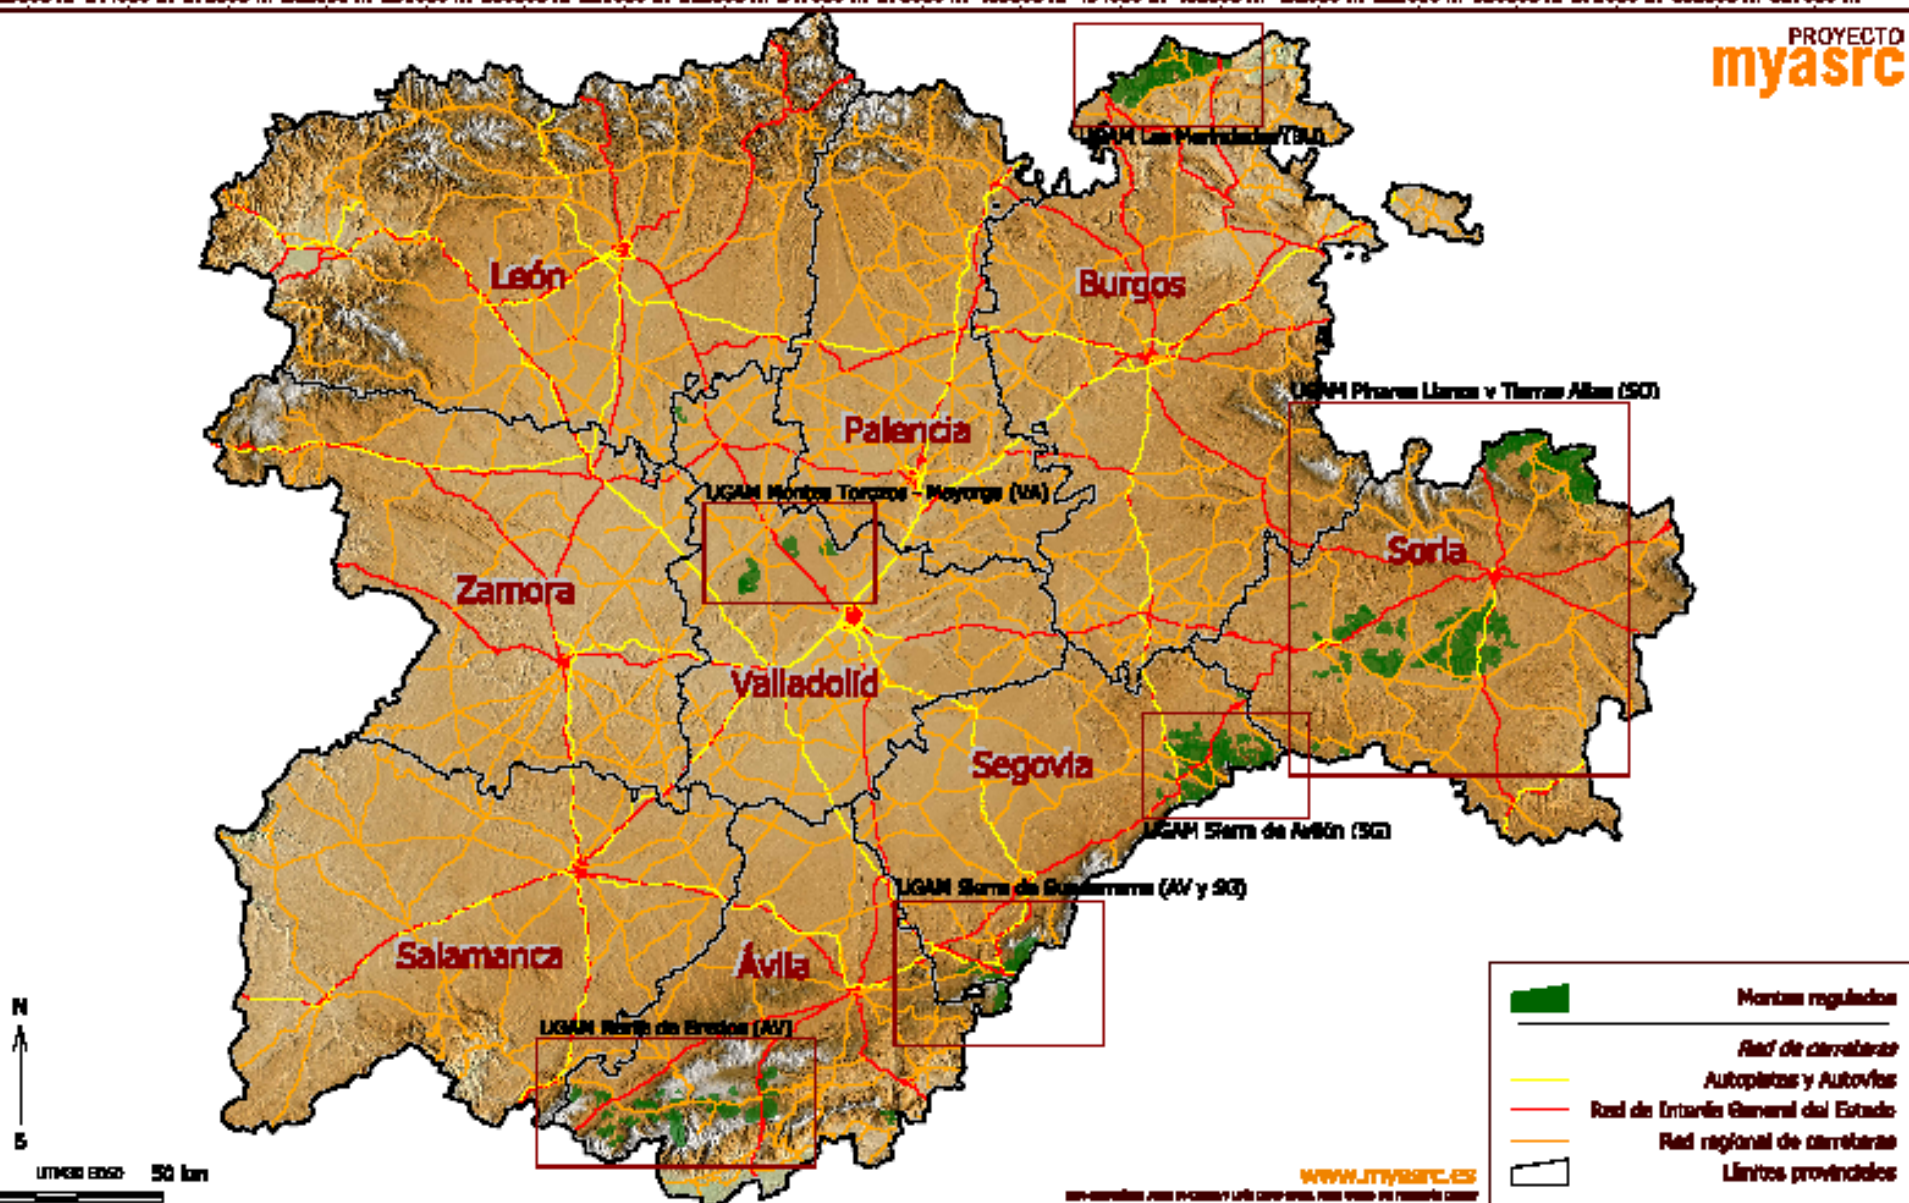 PROYECTO
myasrc
UGAM Las Merindades (BU)
León
Burgos
UGAM Pinares Llanos y Tierras Altas (SO)
Palencia
UGAM Montes Torozos - Mayorga (VA)
Soria
Zamora
Valladolid
Segovia
UGAM Sierra de Ayllón (SG)
UGAM Sierra de Guadarrama (AV y SG)
Salamanca
Ávila
UGAM Norte de Gredos (AV)
N
S
UTM30 ED50 50 km
Montes regulados
Red de carreteras
Autopistas y Autovías
Red de Interés General del Estado
Red regional de carreteras
Límites provinciales
www.myasrc.es